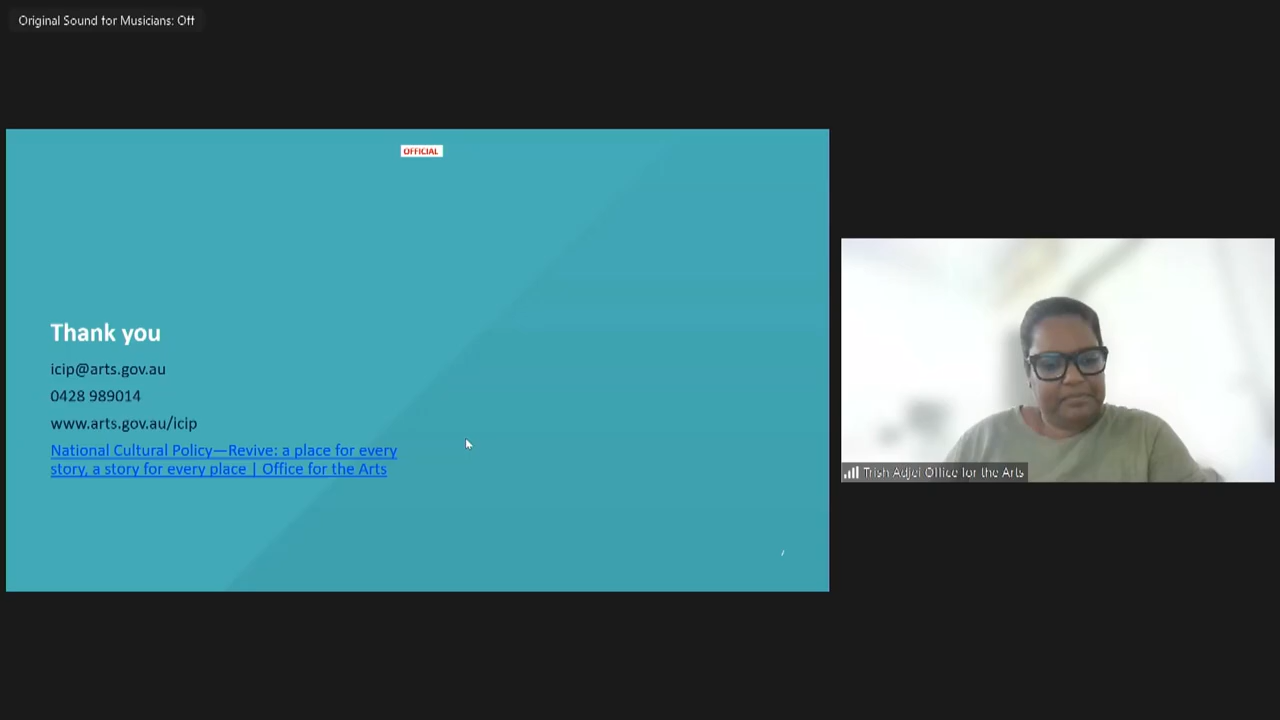 Original Sound for Musicians: Off
OFFICIAL
Thank you
icip@arts.gov.au
0428 989014
www.arts.gov.au/icip
National Cultural Policy—Revive: a place for every
story, a story for every place | Office for the Arts
Trish Adjei Office for the Arts